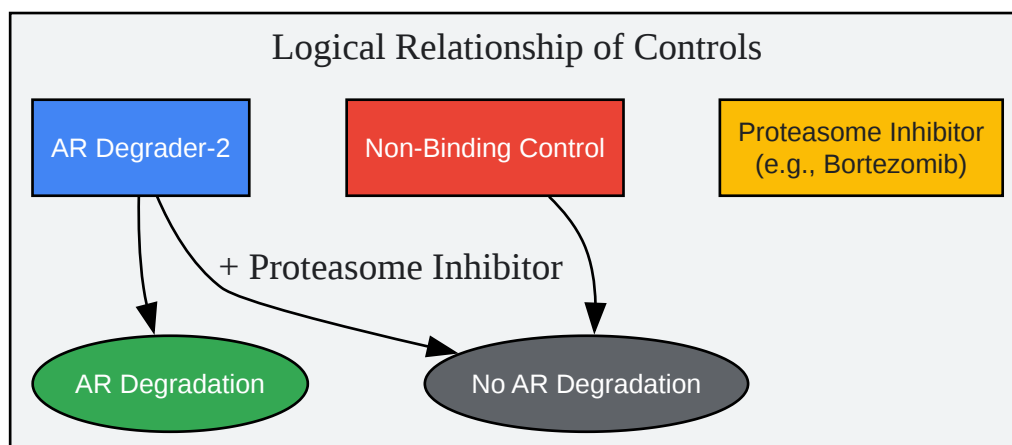 Logical Relationship of Controls
AR Degrader-2
Non-Binding Control
Proteasome Inhibitor
(e.g., Bortezomib)
+ Proteasome Inhibitor
AR Degradation
No AR Degradation